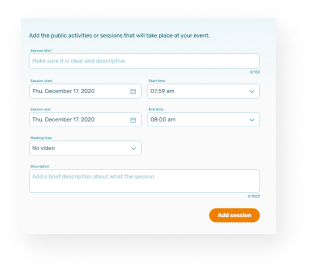 Add the public activities or sessions that will take place at your event.
Session title *
Make sure it is clear and descriptive
0/150
Session start
Start time
Thu, December 17, 2020
07:59 am
Session end
End time
Thu, December 17, 2020
08:00 am
Meeting type
No video
Description
Add a brief description about what the session
0/1000
Add session